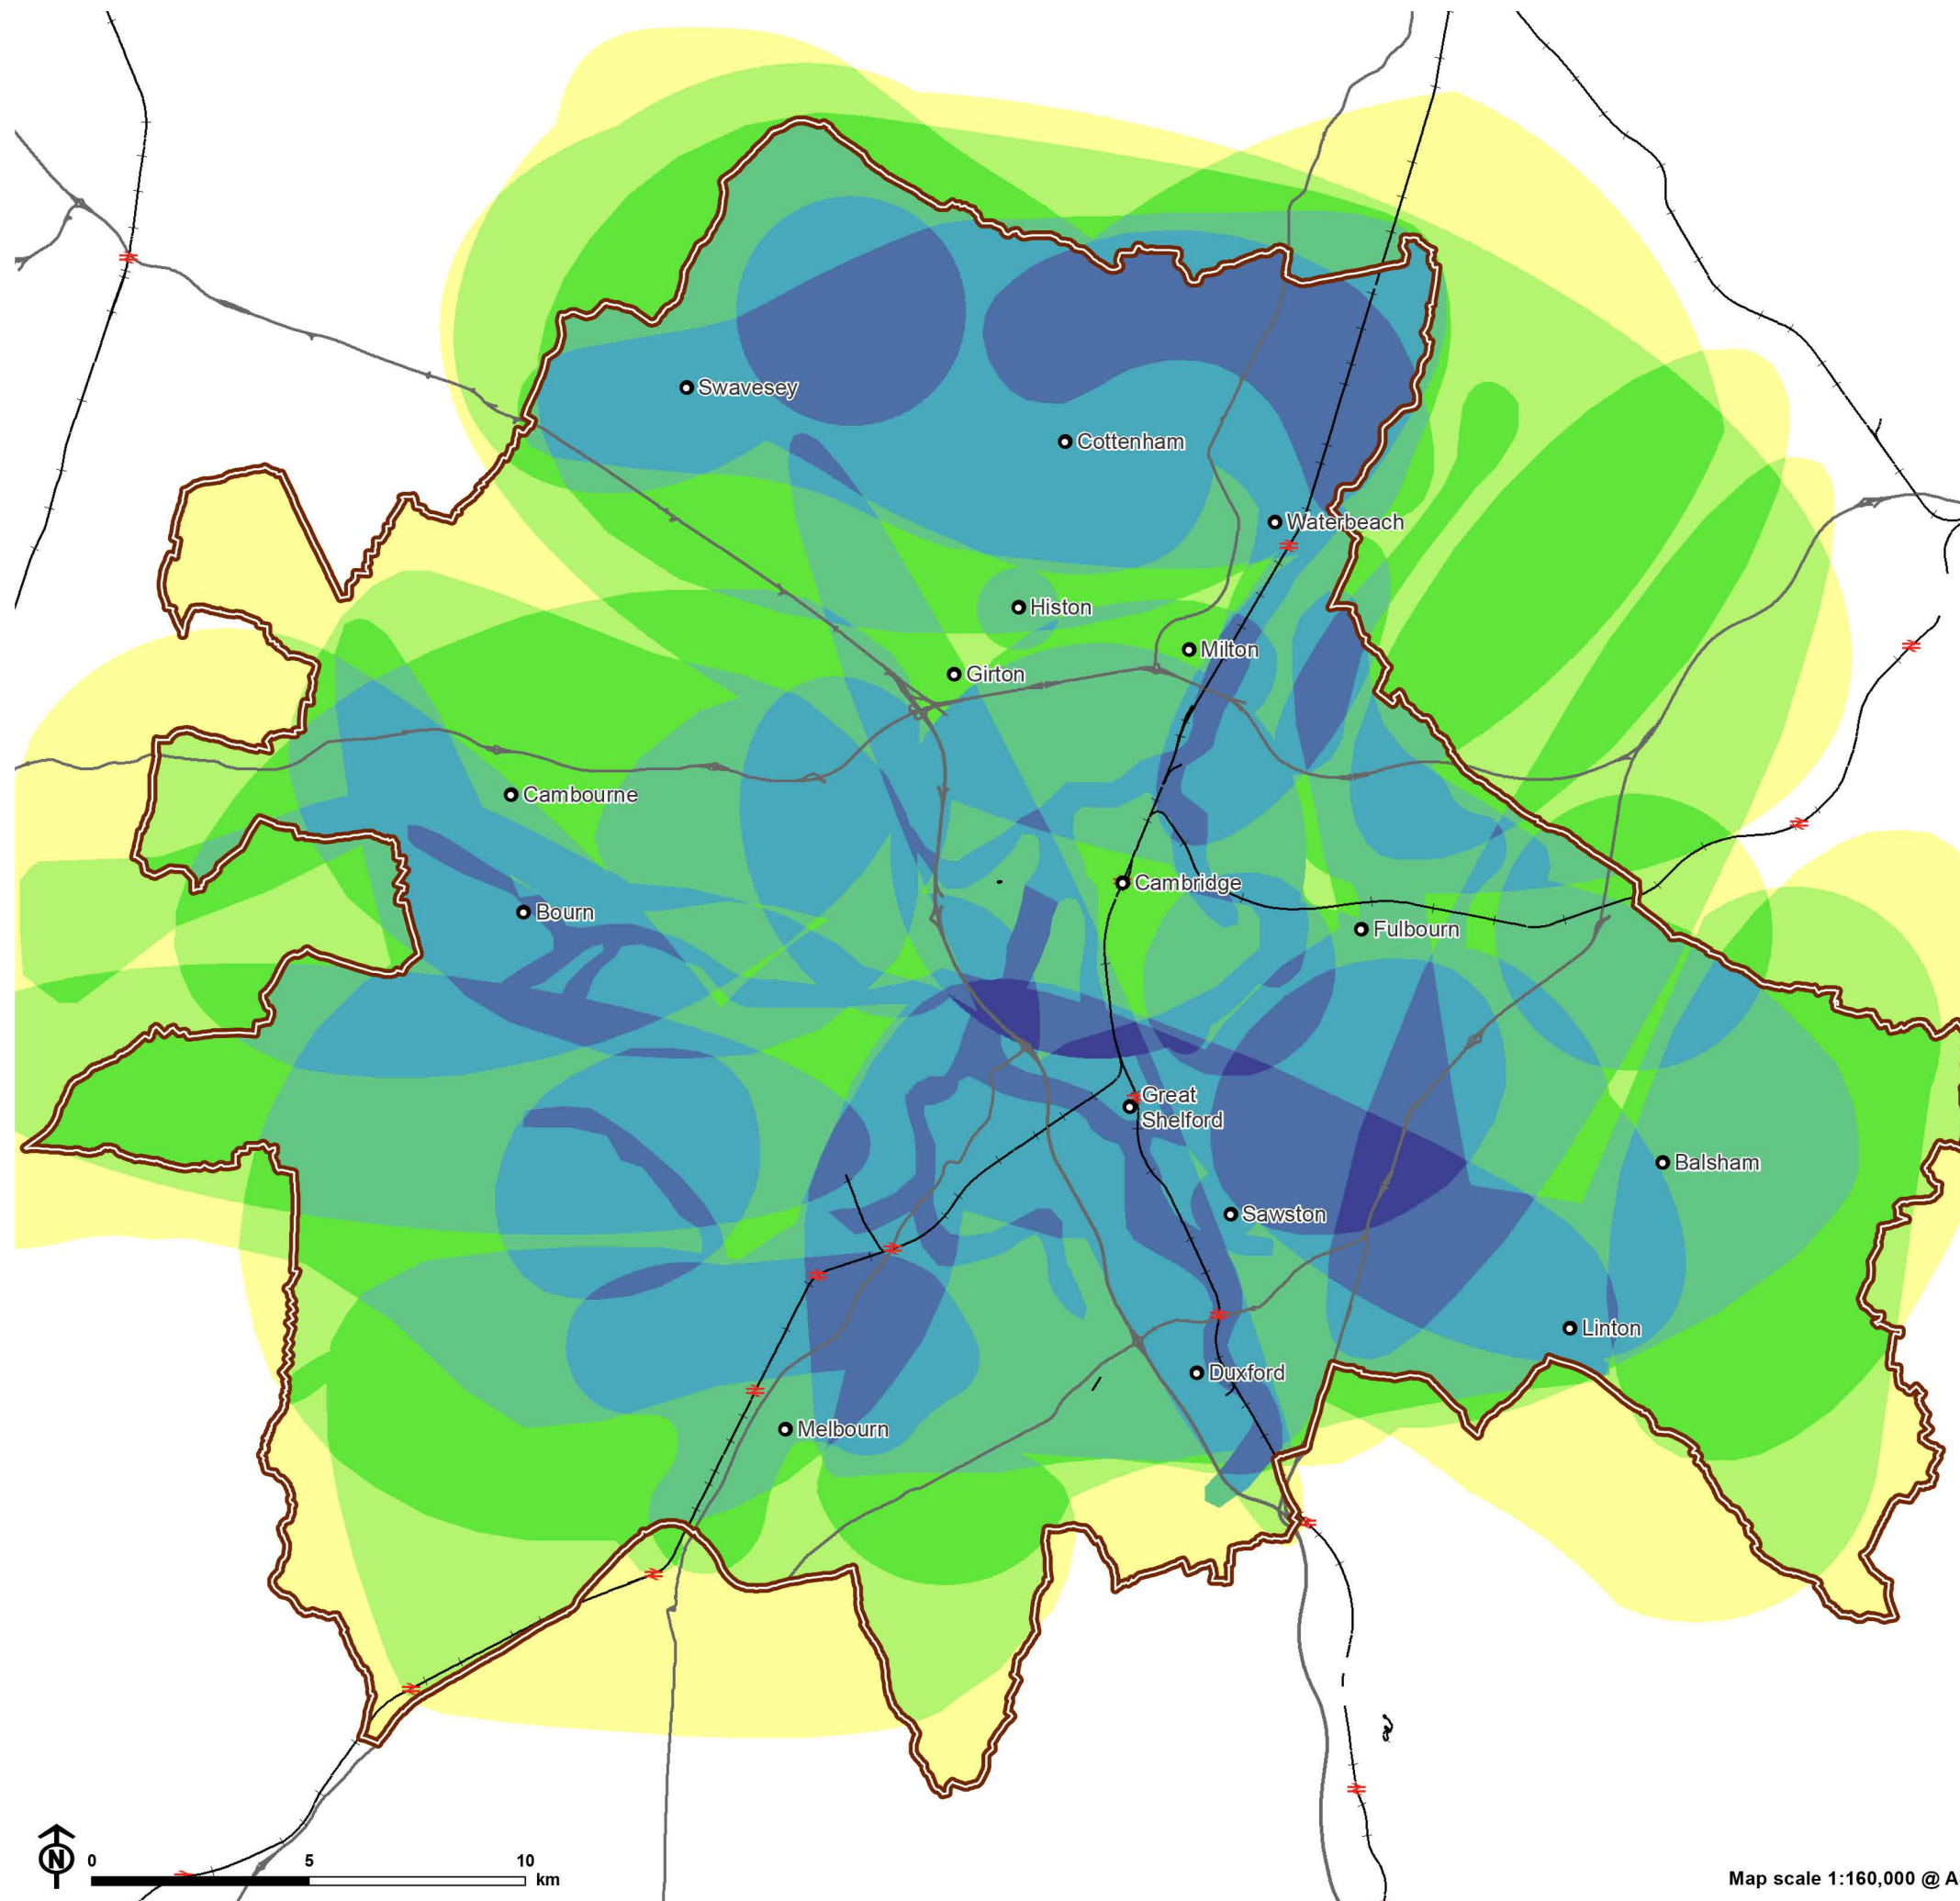 Swavesey
Cottenham
Waterbeach
Histon
Milton
Girton
Cambourne
Cambridge
Bourn
Fulbourn
Great
Shelford
Balsham
Sawston
Linton
Duxford
Melbourn
N
0 5 10
km
Map scale 1:160,000 @ A